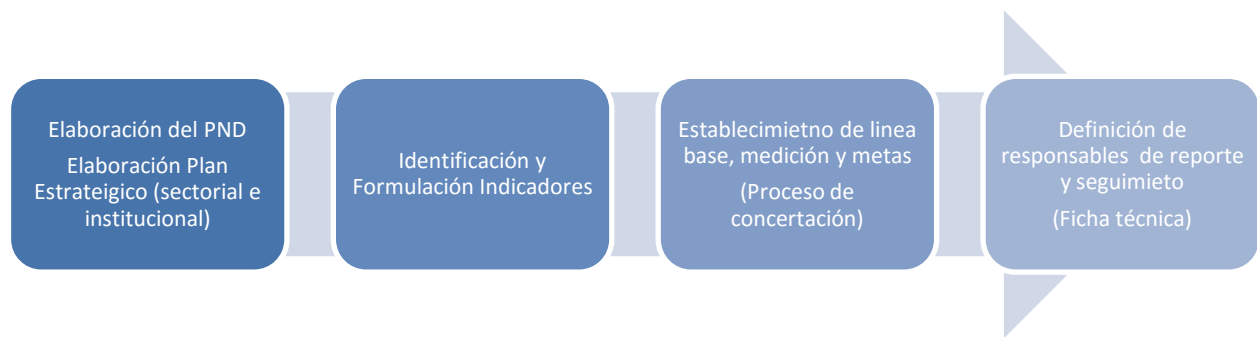 Elaboración del PND
Elaboración Plan
Estrateigico (sectorial e
institucional)
Identificación y
Formulación Indicadores
Establecimietno de linea
base, medición y metas
(Proceso de
concertación)
Definición de
responsables de reporte
y seguimieto
(Ficha técnica)